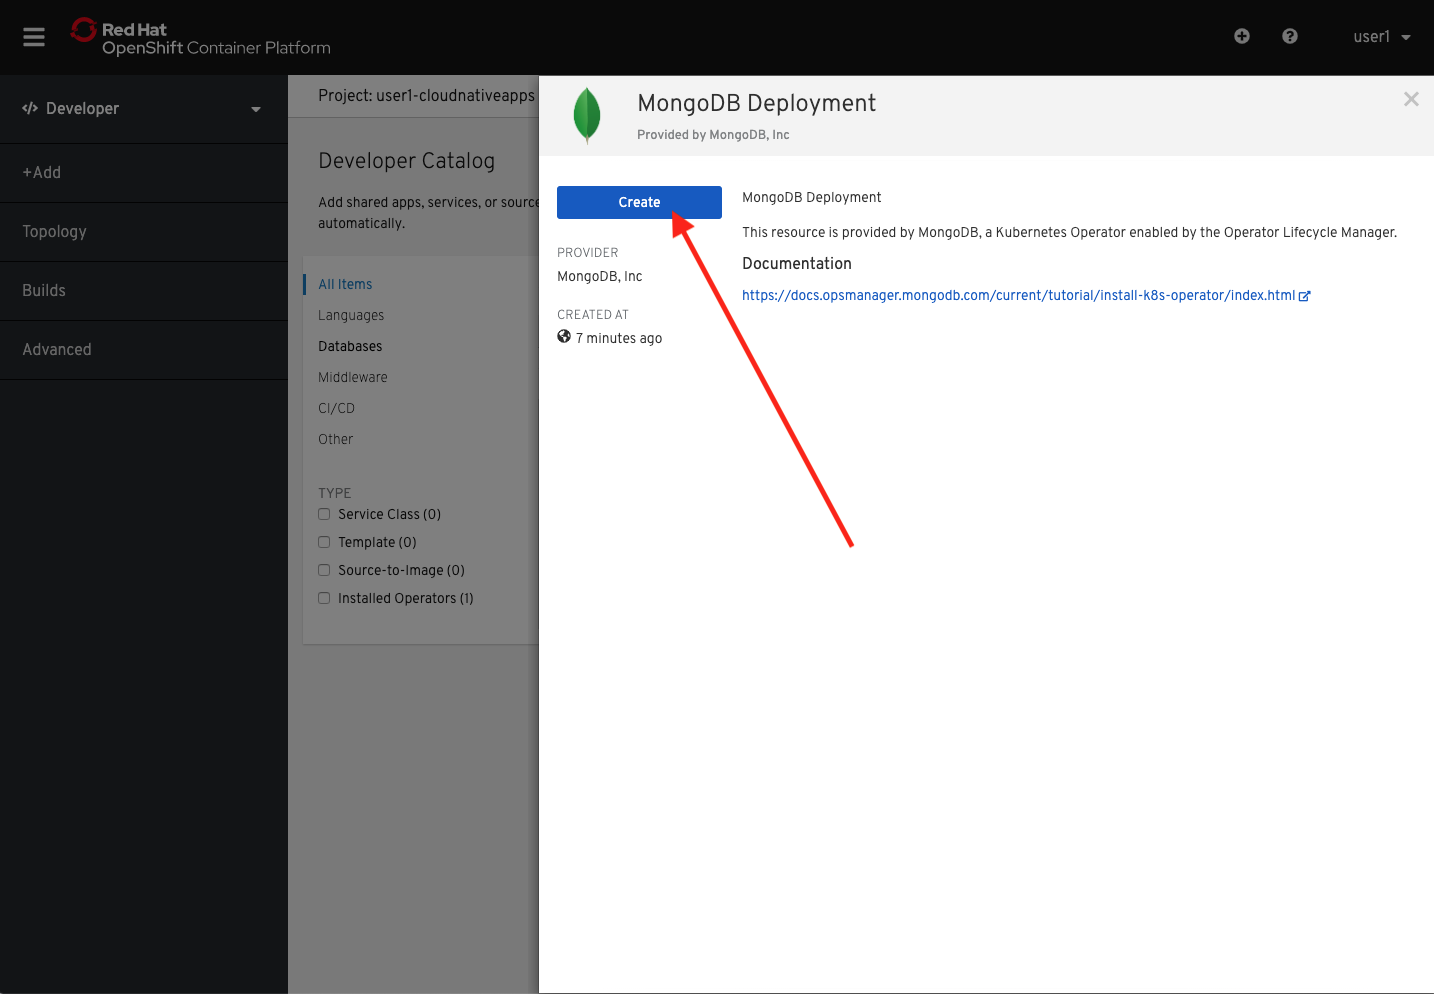 Red Hat
OpenShift Container Platform
user1
Developer
+Add
Topology
Builds
Advanced
Project: user1-cloudnativeapps
Developer Catalog
Add shared apps, services, or source
automatically.
All Items
Languages
Databases
Middleware
CI/CD
Other
TYPE
Service Class (0)
Template (0)
Source-to-Image (0)
Installed Operators (1)
MongoDB Deployment
Provided by MongoDB, Inc
Create
PROVIDER
MongoDB, Inc
CREATED AT
7 minutes ago
MongoDB Deployment
This resource is provided by MongoDB, a Kubernetes Operator enabled by the Operator Lifecycle Manager.
Documentation
https://docs.opsmanager.mongodb.com/current/tutorial/install-k8s-operator/index.html